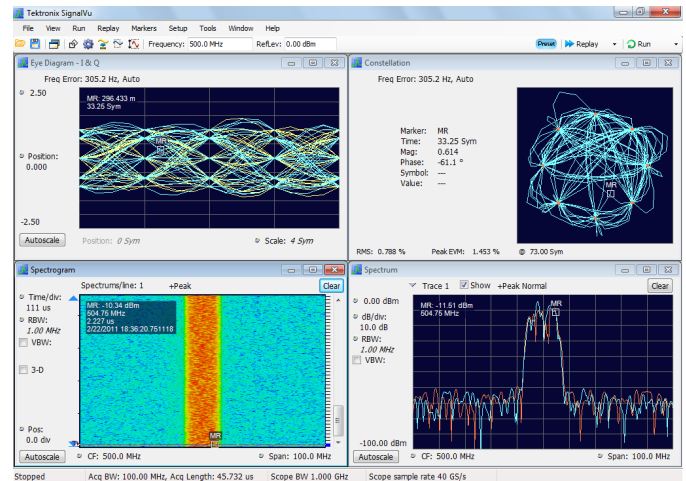 Tektronix SignalVu
File View Run Replay Markers Setup Tools Window Help
Frequency: 500.0 MHz RefLev: 0.00 dBm Preset Replay Run
Eye Diagram - I & Q
Freq Error: 305.2 Hz, Auto
2.50
MR: 296.433 m
33.25 Sym
MR
Position:
0.000
-2.50
Autoscale Position: 0 Sym Scale: 4 Sym
Constellation
Freq Error: 305.2 Hz, Auto
Marker: MR
Time: 33.25 Sym
Mag: 0.614
Phase: -61.1 °
Symbol: ---
Value: ---
MR
RMS: 0.788 % Peak EVM: 1.453 % @ 73.00 Sym
Spectrogram
Spectrums/line: 1 +Peak Clear
Time/div:
111 us
RBW:
1.00 MHz
VBW:
3-D
Pos:
0.0 div
MR: -10.34 dBm
504.75 MHz
2.227 us
2/22/2011 18:36:20.751118
MR
Autoscale CF: 500.0 MHz Span: 100.0 MHz
Spectrum
Trace 1 Show +Peak Normal Clear
0.00 dBm
dB/div:
10.0 dB
RBW:
1.00 MHz
VBW:
MR: -11.51 dBm
504.75 MHz
MR
-100.00 dBm
Autoscale CF: 500.0 MHz Span: 100.0 MHz
Stopped Acq BW: 100.00 MHz, Acq Length: 45.732 us Scope BW 1.000 GHz Scope sample rate 40 GS/s